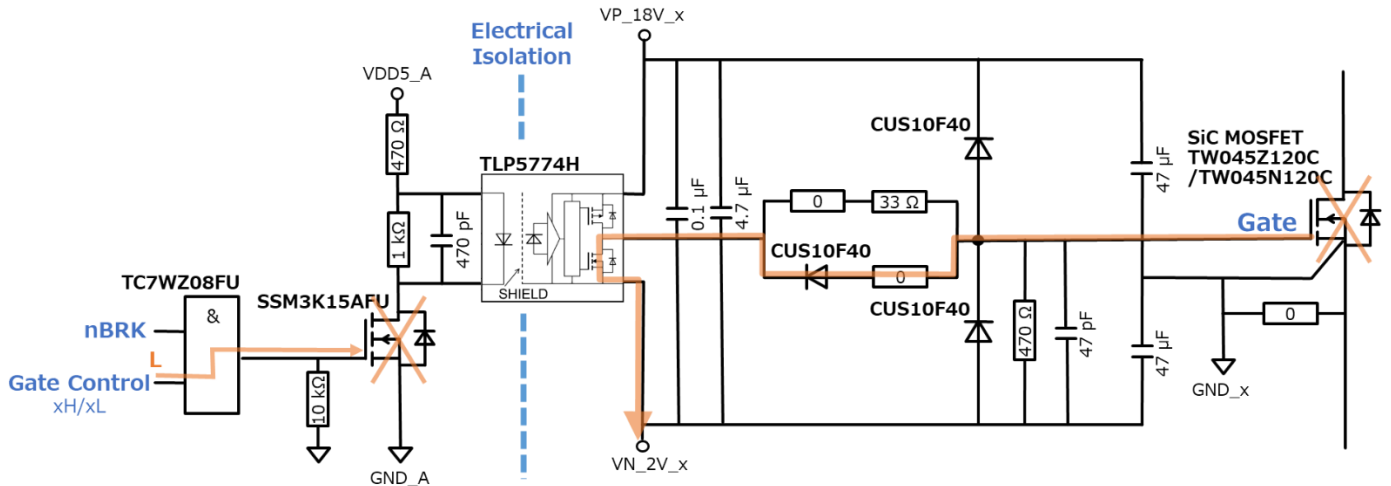 VP_18V_x
Electrical
Isolation
VDD5_A
470 Ω
1 kΩ
470 pF
TLP5774H
SHIELD
0.1 µF
4.7 µF
CUS10F40
0
33 Ω
CUS10F40
0
CUS10F40
470 Ω
47 pF
47 µF
47 µF
SiC MOSFET
TW045Z120C
/TW045N120C
Gate
0
GND_x
TC7WZ08FU
&
SSM3K15AFU
nBRK
L
Gate Control
xH/xL
10 kΩ
GND_A
VN_2V_x